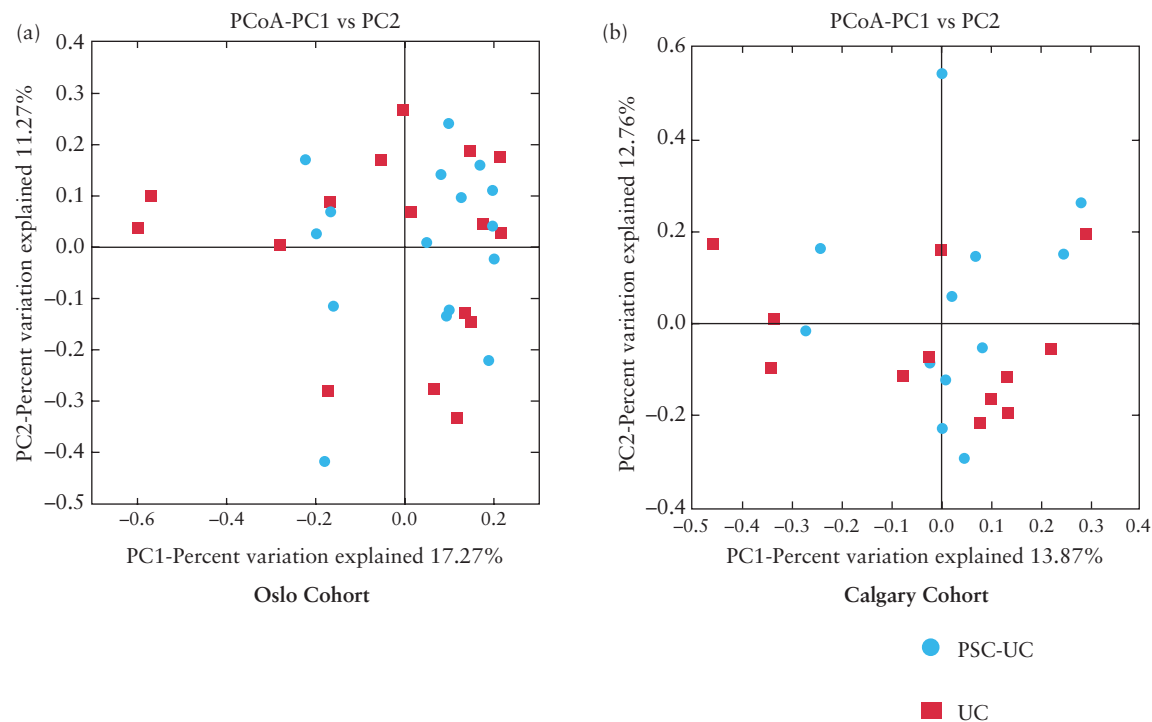 (a)
PCoA-PC1 vs PC2
PC2-Percent variation explained 11.27%
0.4
0.3
0.2
0.1
0.0
−0.1
−0.2
−0.3
−0.4
−0.5
−0.6
−0.4
−0.2
0.0
0.2
PC1-Percent variation explained 17.27%
Oslo Cohort
(b)
PCoA-PC1 vs PC2
PC2-Percent variation explained 12.76%
0.6
0.4
0.2
0.0
−0.2
−0.4
−0.5
−0.4
−0.3
−0.2
−0.1
0.0
0.1
0.2
0.3
0.4
PC1-Percent variation explained 13.87%
Calgary Cohort
PSC-UC
UC